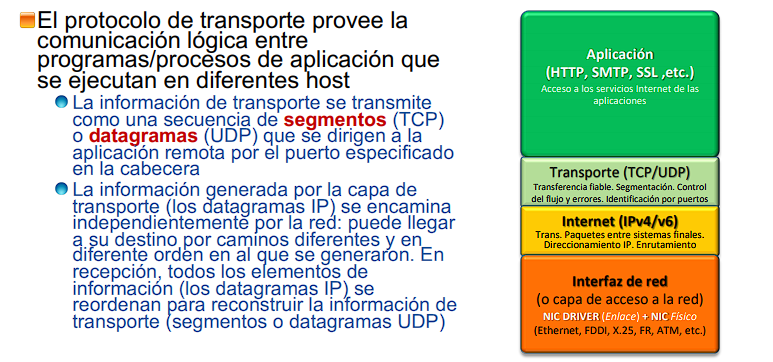 El protocolo de transporte provee la
comunicación lógica entre
programas/procesos de aplicación que
se ejecutan en diferentes host
La información de transporte se transmite
como una secuencia de segmentos (TCP)
o datagramas (UDP) que se dirigen a la
aplicación remota por el puerto especificado
en la cabecera
La información generada por la capa de
transporte (los datagramas IP) se encamina
independientemente por la red: puede llegar
a su destino por caminos diferentes y en
diferente orden en al que se generaron. En
recepción, todos los elementos de
información (los datagramas IP) se
reordenan para reconstruir la información de
transporte (segmentos o datagramas UDP)
Aplicación
(HTTP, SMTP, SSL ,etc.)
Acceso a los servicios Internet de las
aplicaciones
Transporte (TCP/UDP)
Transferencia fiable. Segmentación. Control
del flujo y errores. Identificación por puertos
Internet (IPv4/v6)
Trans. Paquetes entre sistemas finales.
Direccionamiento IP. Enrutamiento
Interfaz de red
(o capa de acceso a la red)
NIC DRIVER (Enlace) + NIC Físico
(Ethernet, FDDI, X.25, FR, ATM, etc.)